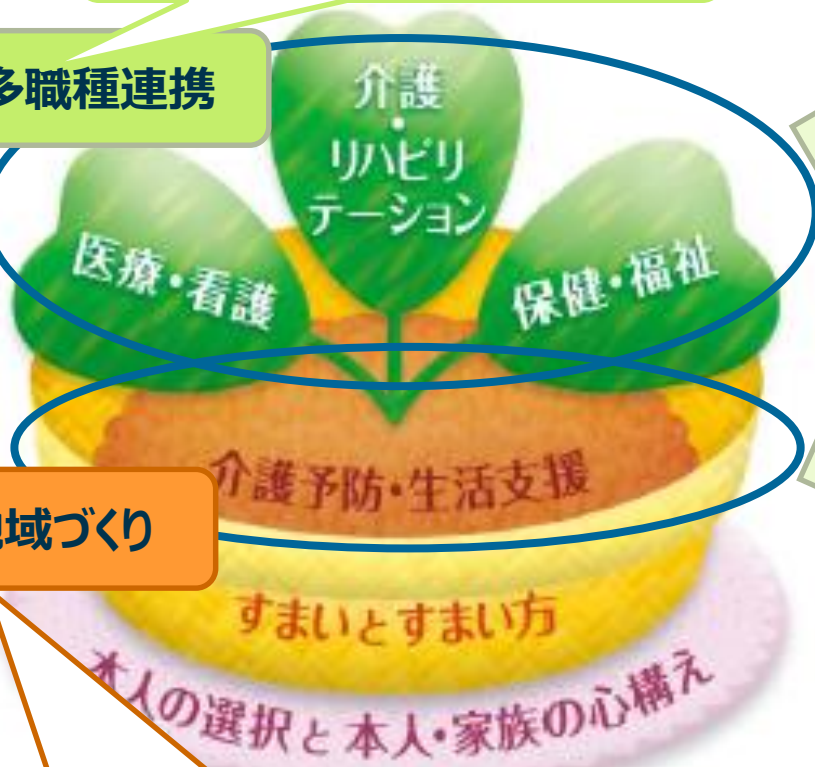 多職種連携
介護
・
リハビリ
テーション
医療・看護
保健・福祉
介護予防・生活支援
域づくり
すまいとすまい方
本人の選択と本人・家族の心構え